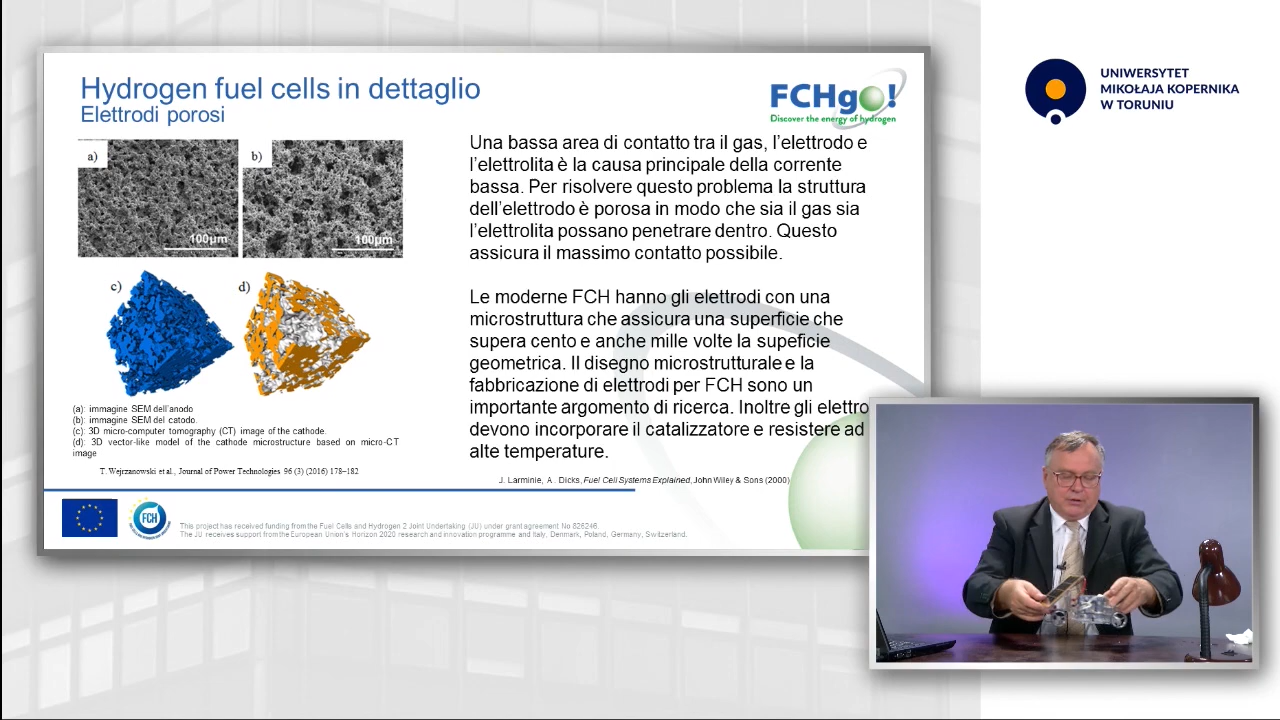 Hydrogen fuel cells in dettaglio
Elettrodi porosi
FCHgo!
Discover the energy of hydrogen
UNIWERSYTET
MIKOŁAJA KOPERNIKA
W TORUNIU
a)
100µm
b)
100µm
c)
d)
(a): immagine SEM dell'anodo
(b): immagine SEM del catodo.
(c): 3D micro-computer tomography (CT) image of the cathode.
(d): 3D vector-like model of the cathode microstructure based on micro-CT
image
T. Wejrzanowski et al., Journal of Power Technologies 96 (3) (2016) 178–182
Una bassa area di contatto tra il gas, l'elettrodo e
l'elettrolita è la causa principale della corrente
bassa. Per risolvere questo problema la struttura
dell'elettrodo è porosa in modo che sia il gas sia
l'elettrolita possano penetrare dentro. Questo
assicura il massimo contatto possibile.
Le moderne FCH hanno gli elettrodi con una
microstruttura che assicura una superficie che
supera cento e anche mille volte la supeficie
geometrica. Il disegno microstrutturale e la
fabbricazione di elettrodi per FCH sono un
importante argomento di ricerca. Inoltre gli elettro
devono incorporare il catalizzatore e resistere ad
alte temperature.
J. Larminie, A. Dicks, Fuel Cell Systems Explained, John Wiley & Sons (2000)
FCH
This project has received funding from the Fuel Cells and Hydrogen 2 Joint Undertaking (JU) under grant agreement No 826246.
The JU receives support from the European Union's Horizon 2020 research and innovation programme and Italy, Denmark, Poland, Germany, Switzerland.